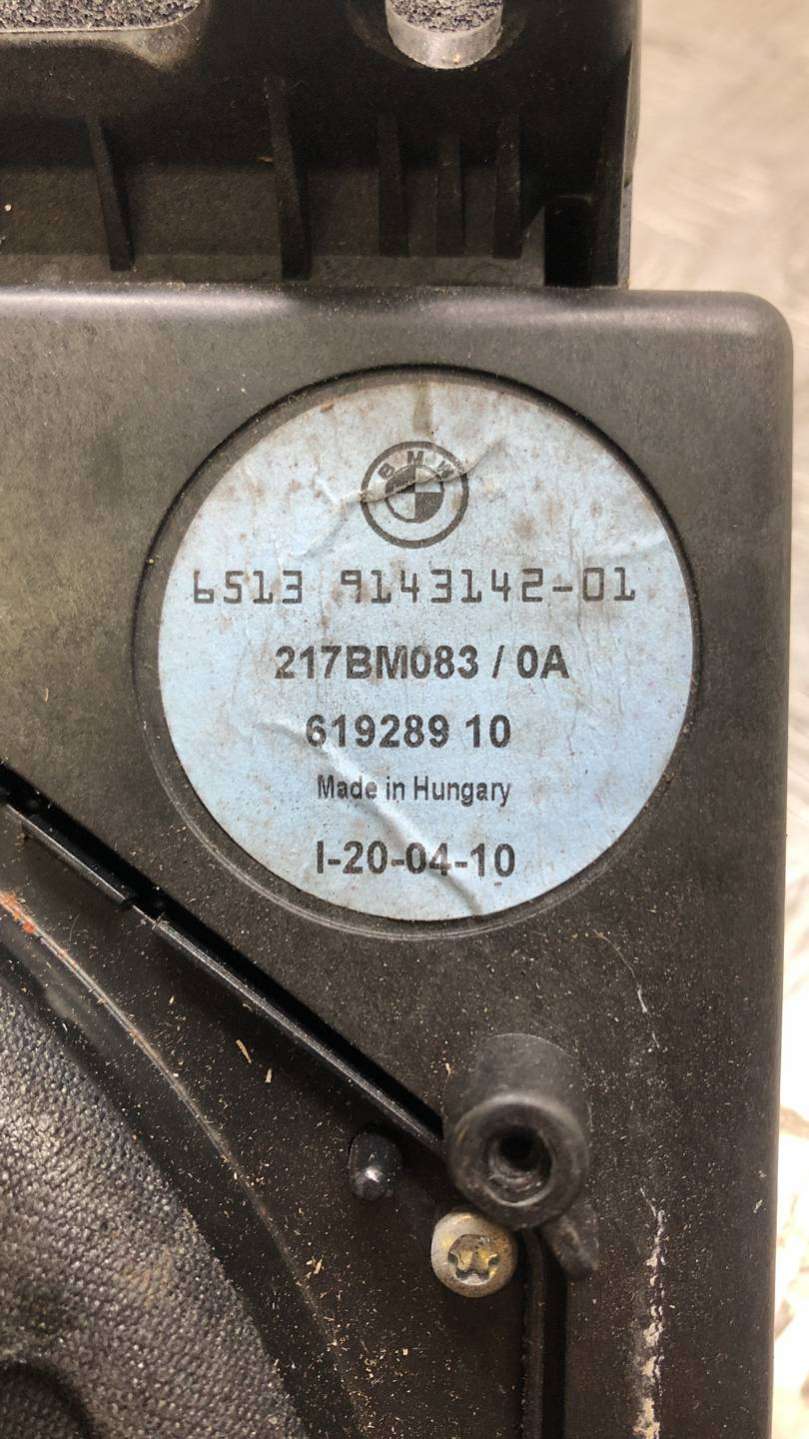 BMW
6513 9143142-01
217BM083 / 0A
619289 10
Made in Hungary
I-20-04-10